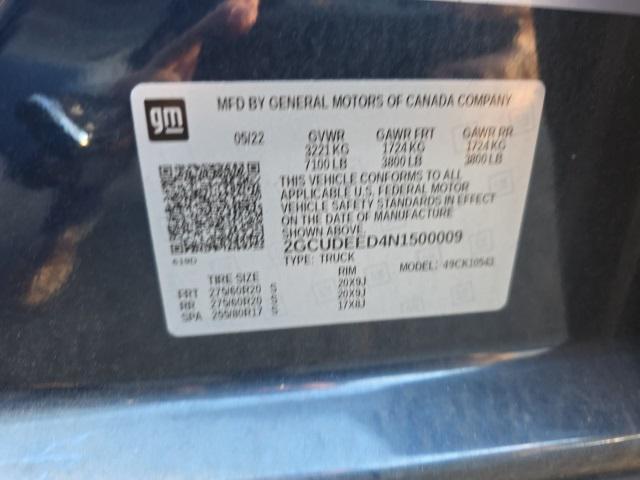 gm
MFD BY GENERAL MOTORS OF CANADA COMPANY
05/22 GVWR GAWR FRT GAWR RR
3221 KG 1724 KG 1724 KG
7100 LB 3800 LB 3800 LB
THIS VEHICLE CONFORMS TO ALL
APPLICABLE U.S. FEDERAL MOTOR
VEHICLE SAFETY STANDARDS IN EFFECT
ON THE DATE OF MANUFACTURE
SHOWN ABOVE.
2GCUDEED4N1500009
619D TYPE: TRUCK MODEL: 49CK10543
TIRE SIZE RIM
FRT 275/60R20 S 20X9J
RR 275/60R20 S 20X9J
SPA 255/80R17 S 17X8J